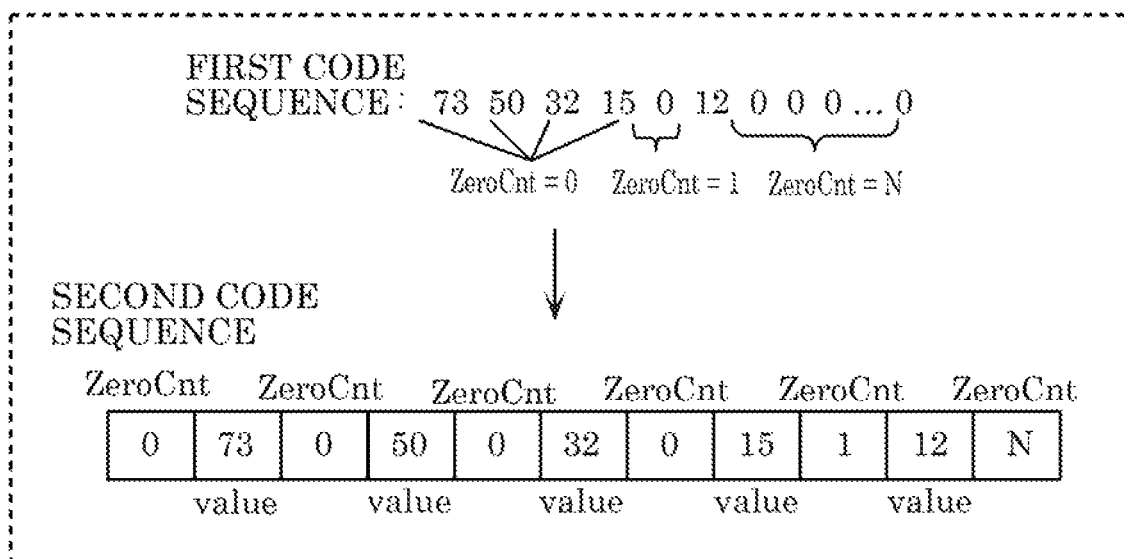 FIRST CODE
SEQUENCE: 73 50 32 15 0 12 0 0 0 ... 0
ZeroCnt = 0 ZeroCnt = 1 ZeroCnt = N
SECOND CODE
SEQUENCE
ZeroCnt ZeroCnt ZeroCnt ZeroCnt ZeroCnt ZeroCnt
0 73 0 50 0 32 0 15 1 12 N
value value value value value